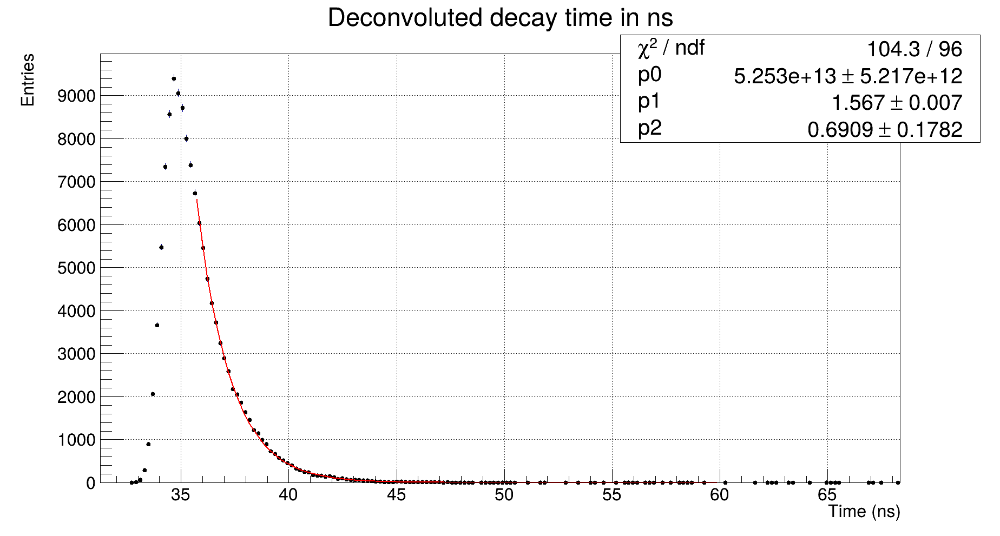 Deconvoluted decay time in ns
χ² / ndf 104.3 / 96
p0 5.253e+13 ± 5.217e+12
p1 1.567 ± 0.007
p2 0.6909 ± 0.1782
Entries
9000
8000
7000
6000
5000
4000
3000
2000
1000
0
35 40 45 50 55 60 65
Time (ns)